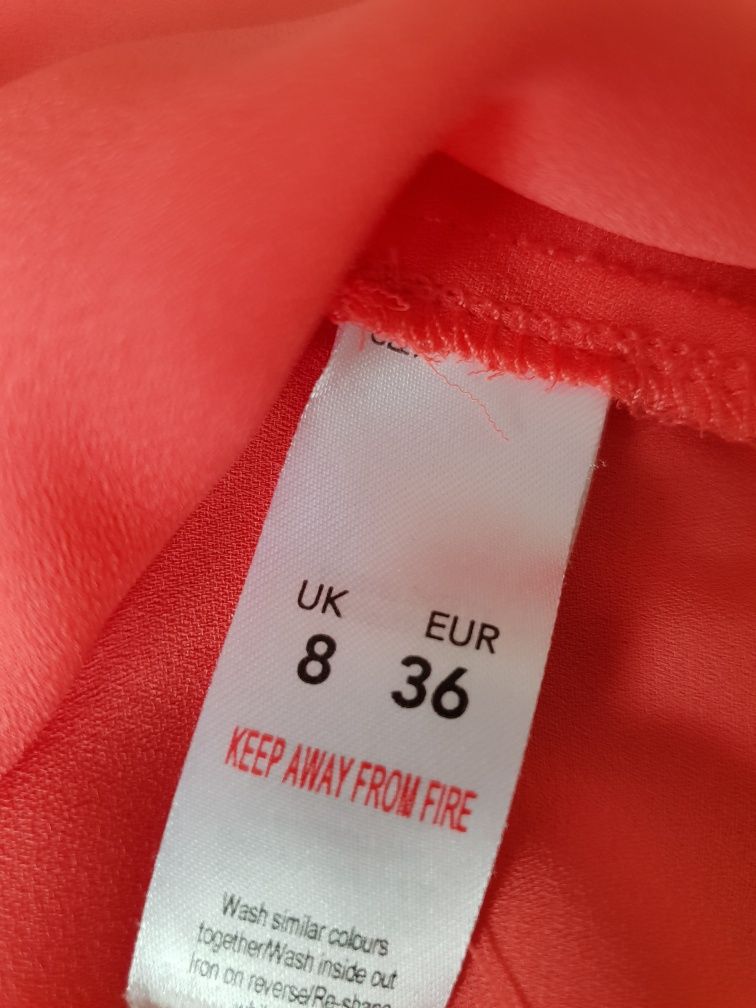 UK EUR
8 36
KEEP AWAY FROM FIRE
Wash similar colours
together/Wash inside out
Iron on reverse/Re-shape